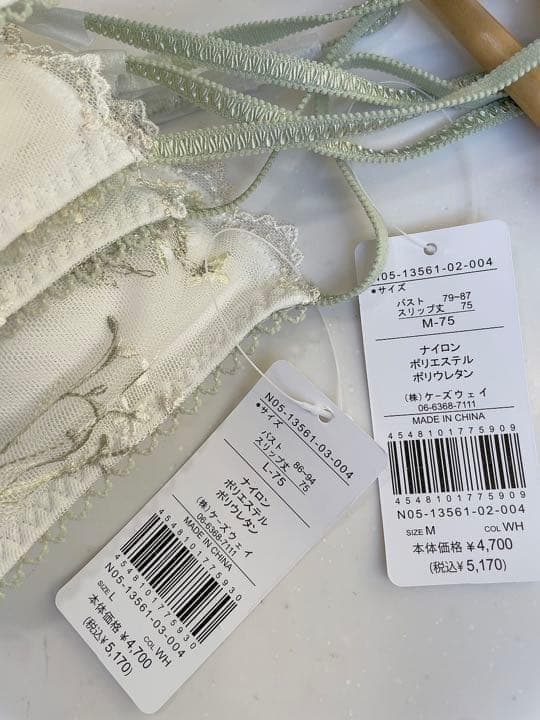 N05-13561-02-004
*サイズ
バスト 79-87
スリップ丈 75
M-75
ナイロン
ポリエステル
ポリウレタン
(株)ケーズウェイ
06-6368-7111
MADE IN CHINA
4548101775909
N05-13561-02-004
SIZE M COL WH
本体価格 ¥4,700
(税込¥5,170)
N05-13561-03-004
*サイズ
バスト 86-94
スリップ丈 75
L-75
ナイロン
ポリエステル
ポリウレタン
(株)ケーズウェイ
06-6368-7111
MADE IN CHINA
4548101775930
N05-13561-03-004
SIZE L COL WH
本体価格 ¥4,700
(税込¥5,170)